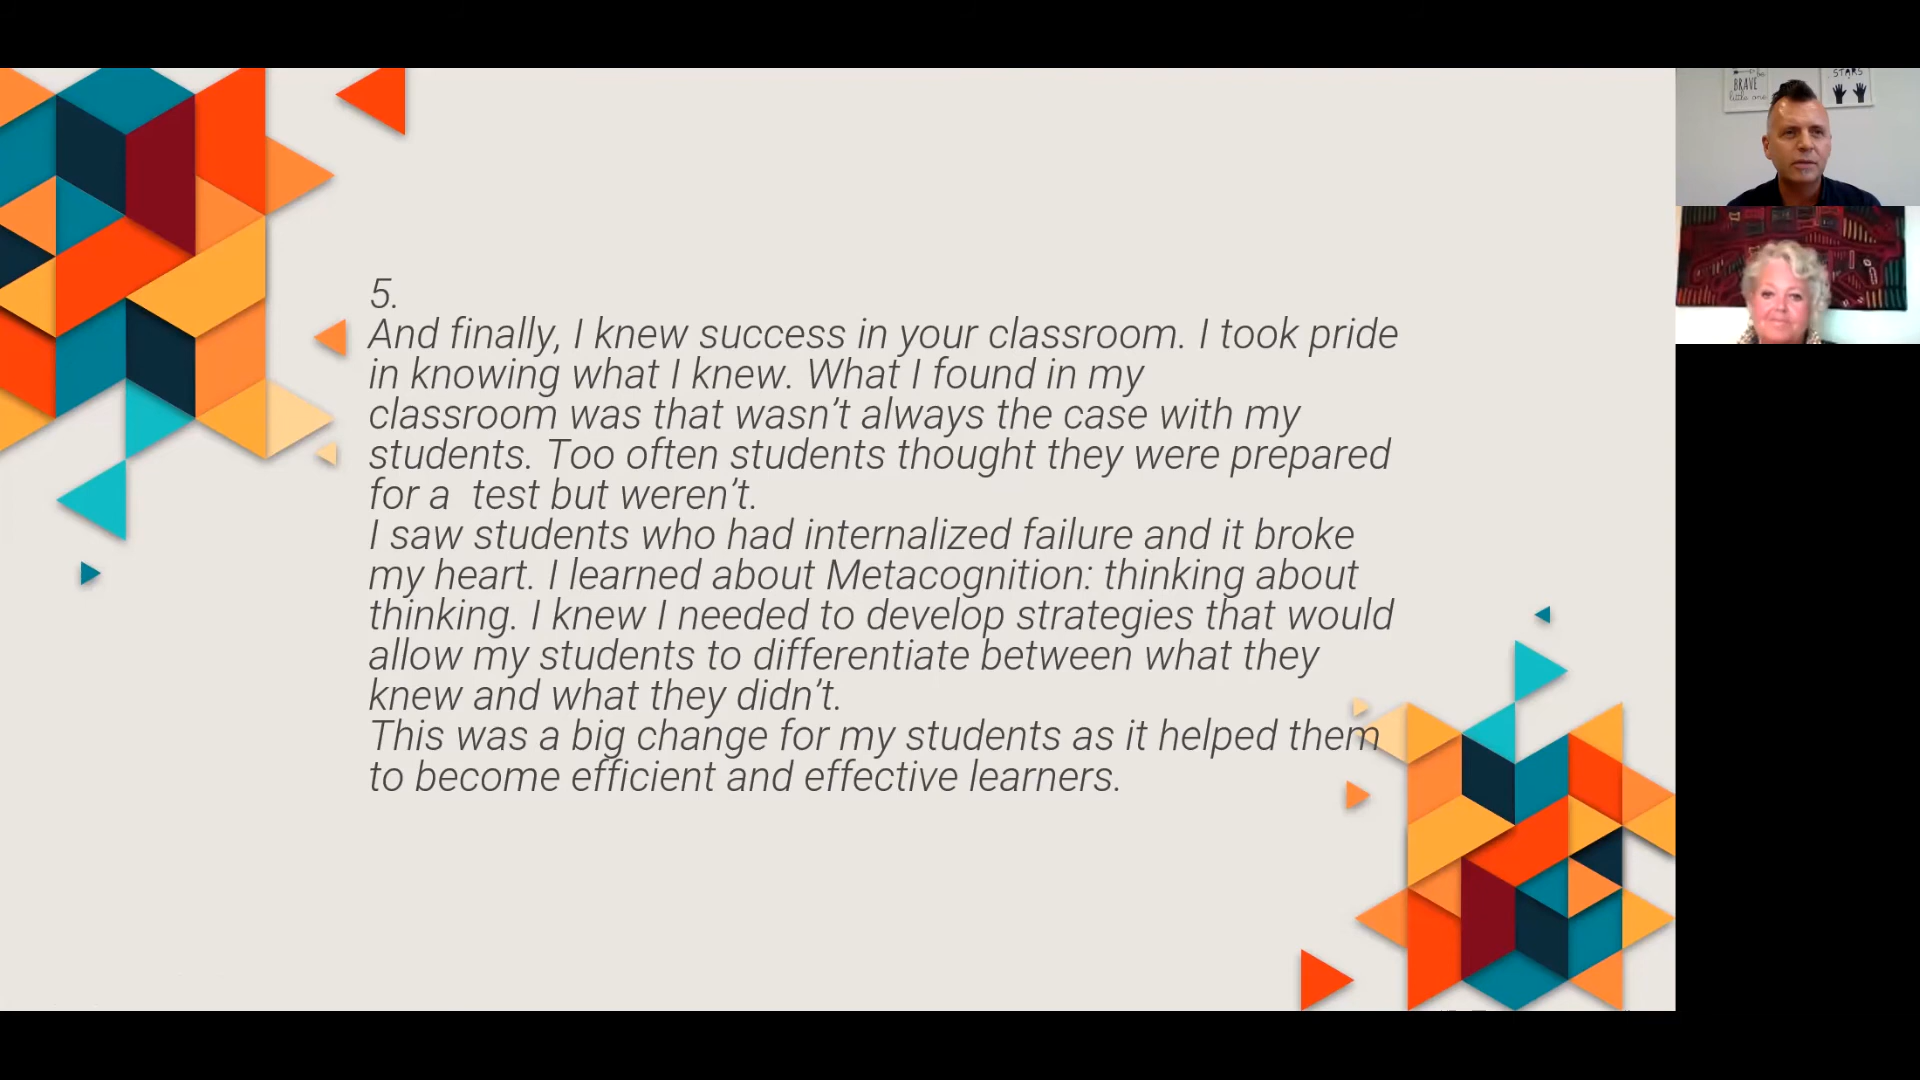 5.
And finally, I knew success in your classroom. I took pride
in knowing what I knew. What I found in my
classroom was that wasn’t always the case with my
students. Too often students thought they were prepared
for a  test but weren’t.
I saw students who had internalized failure and it broke
my heart. I learned about Metacognition: thinking about
thinking. I knew I needed to develop strategies that would
allow my students to differentiate between what they
knew and what they didn’t.
This was a big change for my students as it helped them
to become efficient and effective learners.
BRAVE
little one
STARS